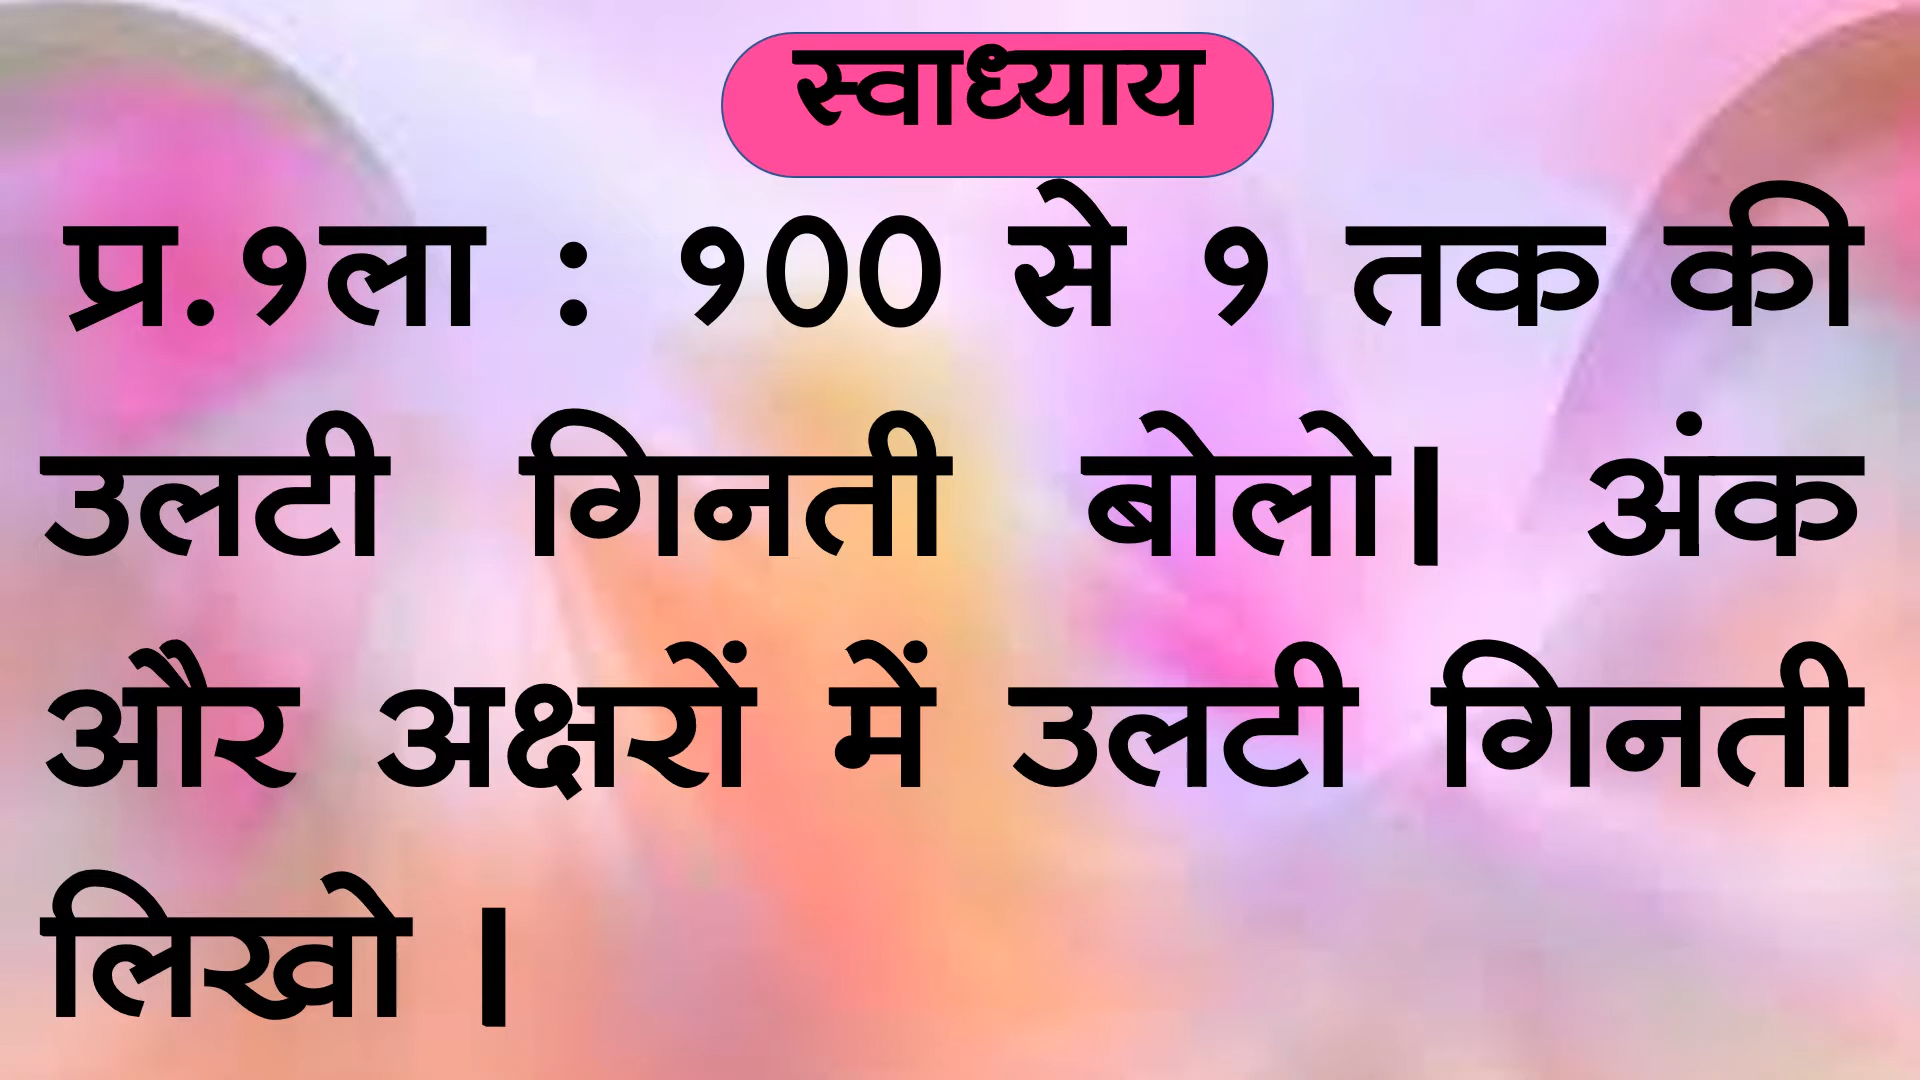 स्वाध्याय
प्र.१ला : १00 से १ तक की
उलटी गिनती बोलो। अंक
और अक्षरों में उलटी गिनती
लिखो ।